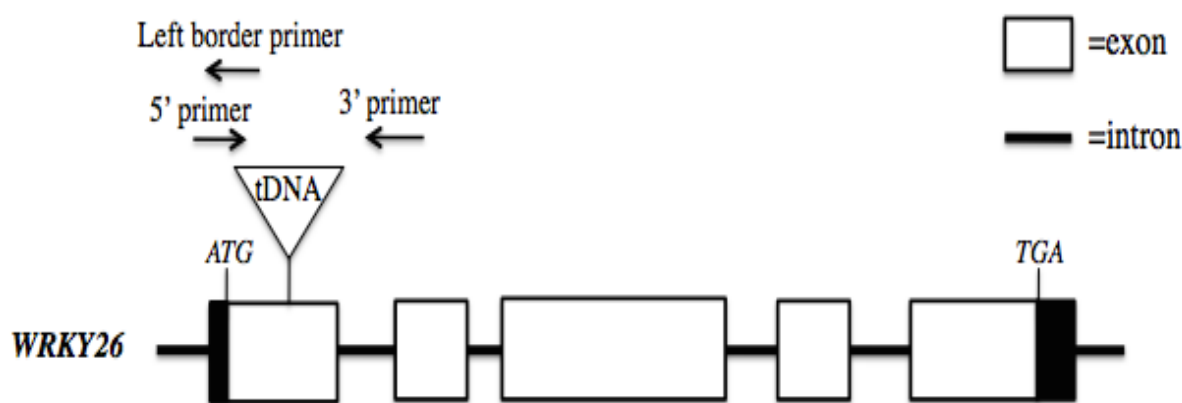 Left border primer
5’ primer
3’ primer
=exon
=intron
tDNA
ATG
TGA
WRKY26